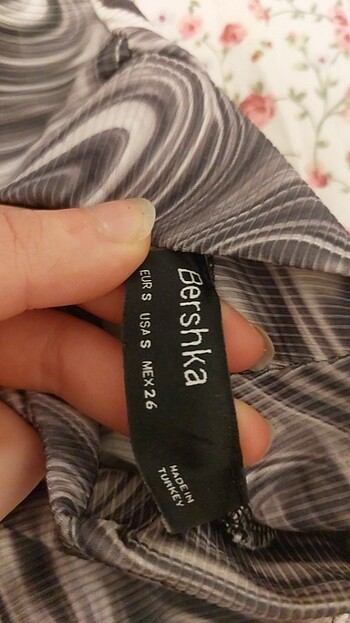 Bershka
EUR S USA S MEX 26
MADE IN
TURKEY